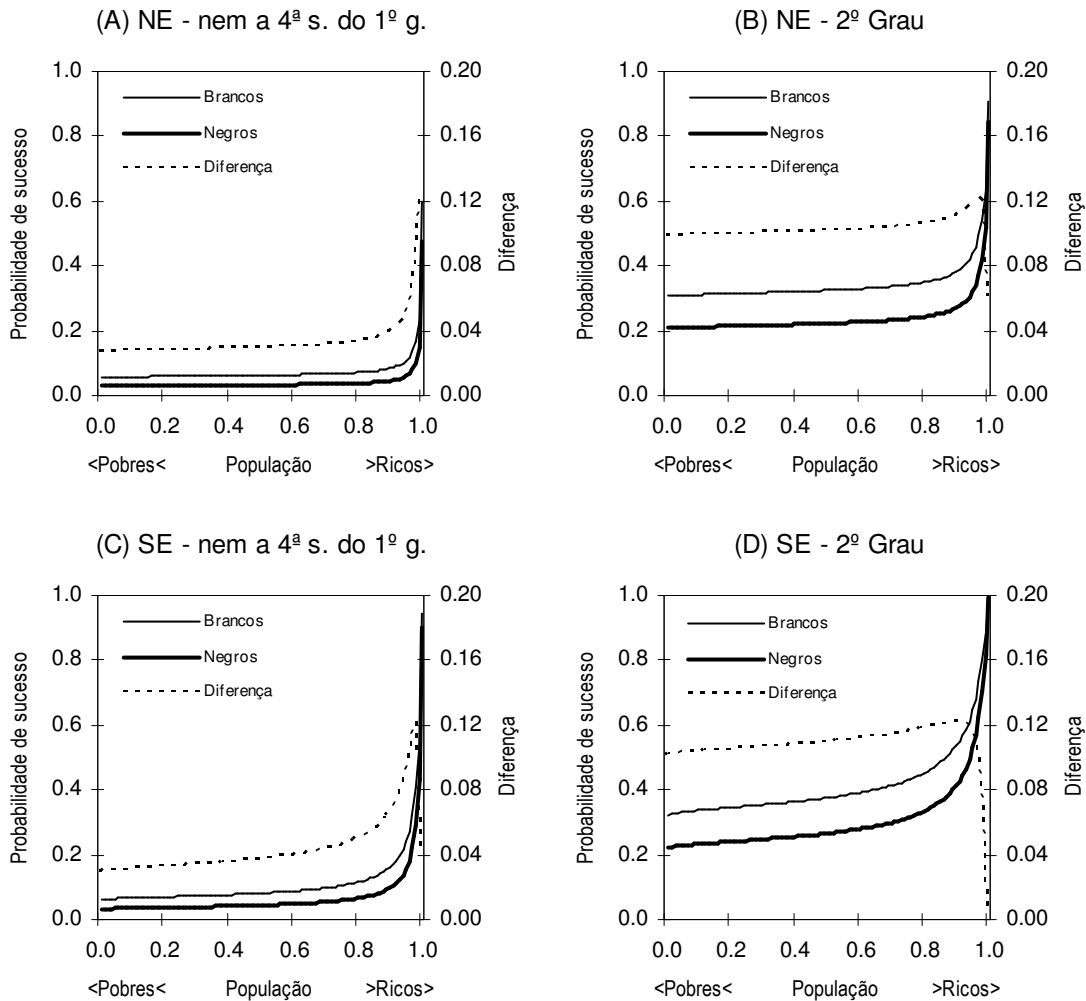 (A) NE - nem a 4ª s. do 1º g.
Probabilidade de sucesso
1.0
0.8
0.6
0.4
0.2
0.0
Brancos
Negros
Diferença
0.20
0.16
0.12
0.08
0.04
0.00
Diferença
0.0 0.2 0.4 0.6 0.8 1.0
<Pobres< População >Ricos>
(B) NE - 2º Grau
Probabilidade de sucesso
1.0
0.8
0.6
0.4
0.2
0.0
Brancos
Negros
Diferença
0.20
0.16
0.12
0.08
0.04
0.00
Diferença
0.0 0.2 0.4 0.6 0.8 1.0
<Pobres< População >Ricos>
(C) SE - nem a 4ª s. do 1º g.
Probabilidade de sucesso
1.0
0.8
0.6
0.4
0.2
0.0
Brancos
Negros
Diferença
0.20
0.16
0.12
0.08
0.04
0.00
Diferença
0.0 0.2 0.4 0.6 0.8 1.0
<Pobres< População >Ricos>
(D) SE - 2º Grau
Probabilidade de sucesso
1.0
0.8
0.6
0.4
0.2
0.0
Brancos
Negros
Diferença
0.20
0.16
0.12
0.08
0.04
0.00
Diferença
0.0 0.2 0.4 0.6 0.8 1.0
<Pobres< População >Ricos>